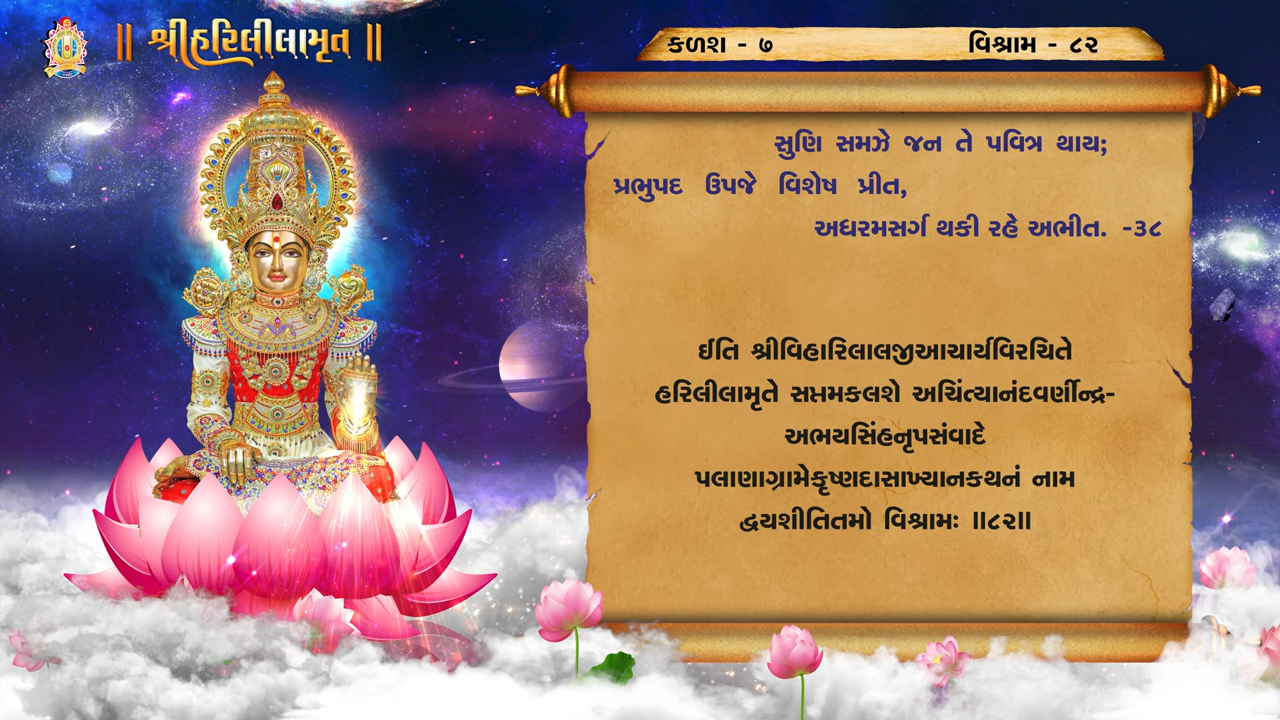 ॥ શ્રીહરિલીલામૃત ॥
કળશ - ૭
વિશ્રામ - ૮૨
સુણિ સમઝે જન તે પવિત્ર થાય;
પ્રભુપદ ઉપજે વિશેષ પ્રીત,
અધરમસર્ગ થકી રહે અભીત. -૩૮
ઈતિ શ્રીવિહારિલાલજીઆચાર્યવિરચિતે
હરિલીલામૃતે સપ્તમકલશે અચિંત્યાનંદવર્ણીન્દ્ર-
અભયસિંહનૃપસંવાદે
પલાણાગ્રામેકૃષ્ણદાસાખ્યાનકથનં નામ
દ્વયશીતિતમો વિશ્રામઃ ॥૮૨॥